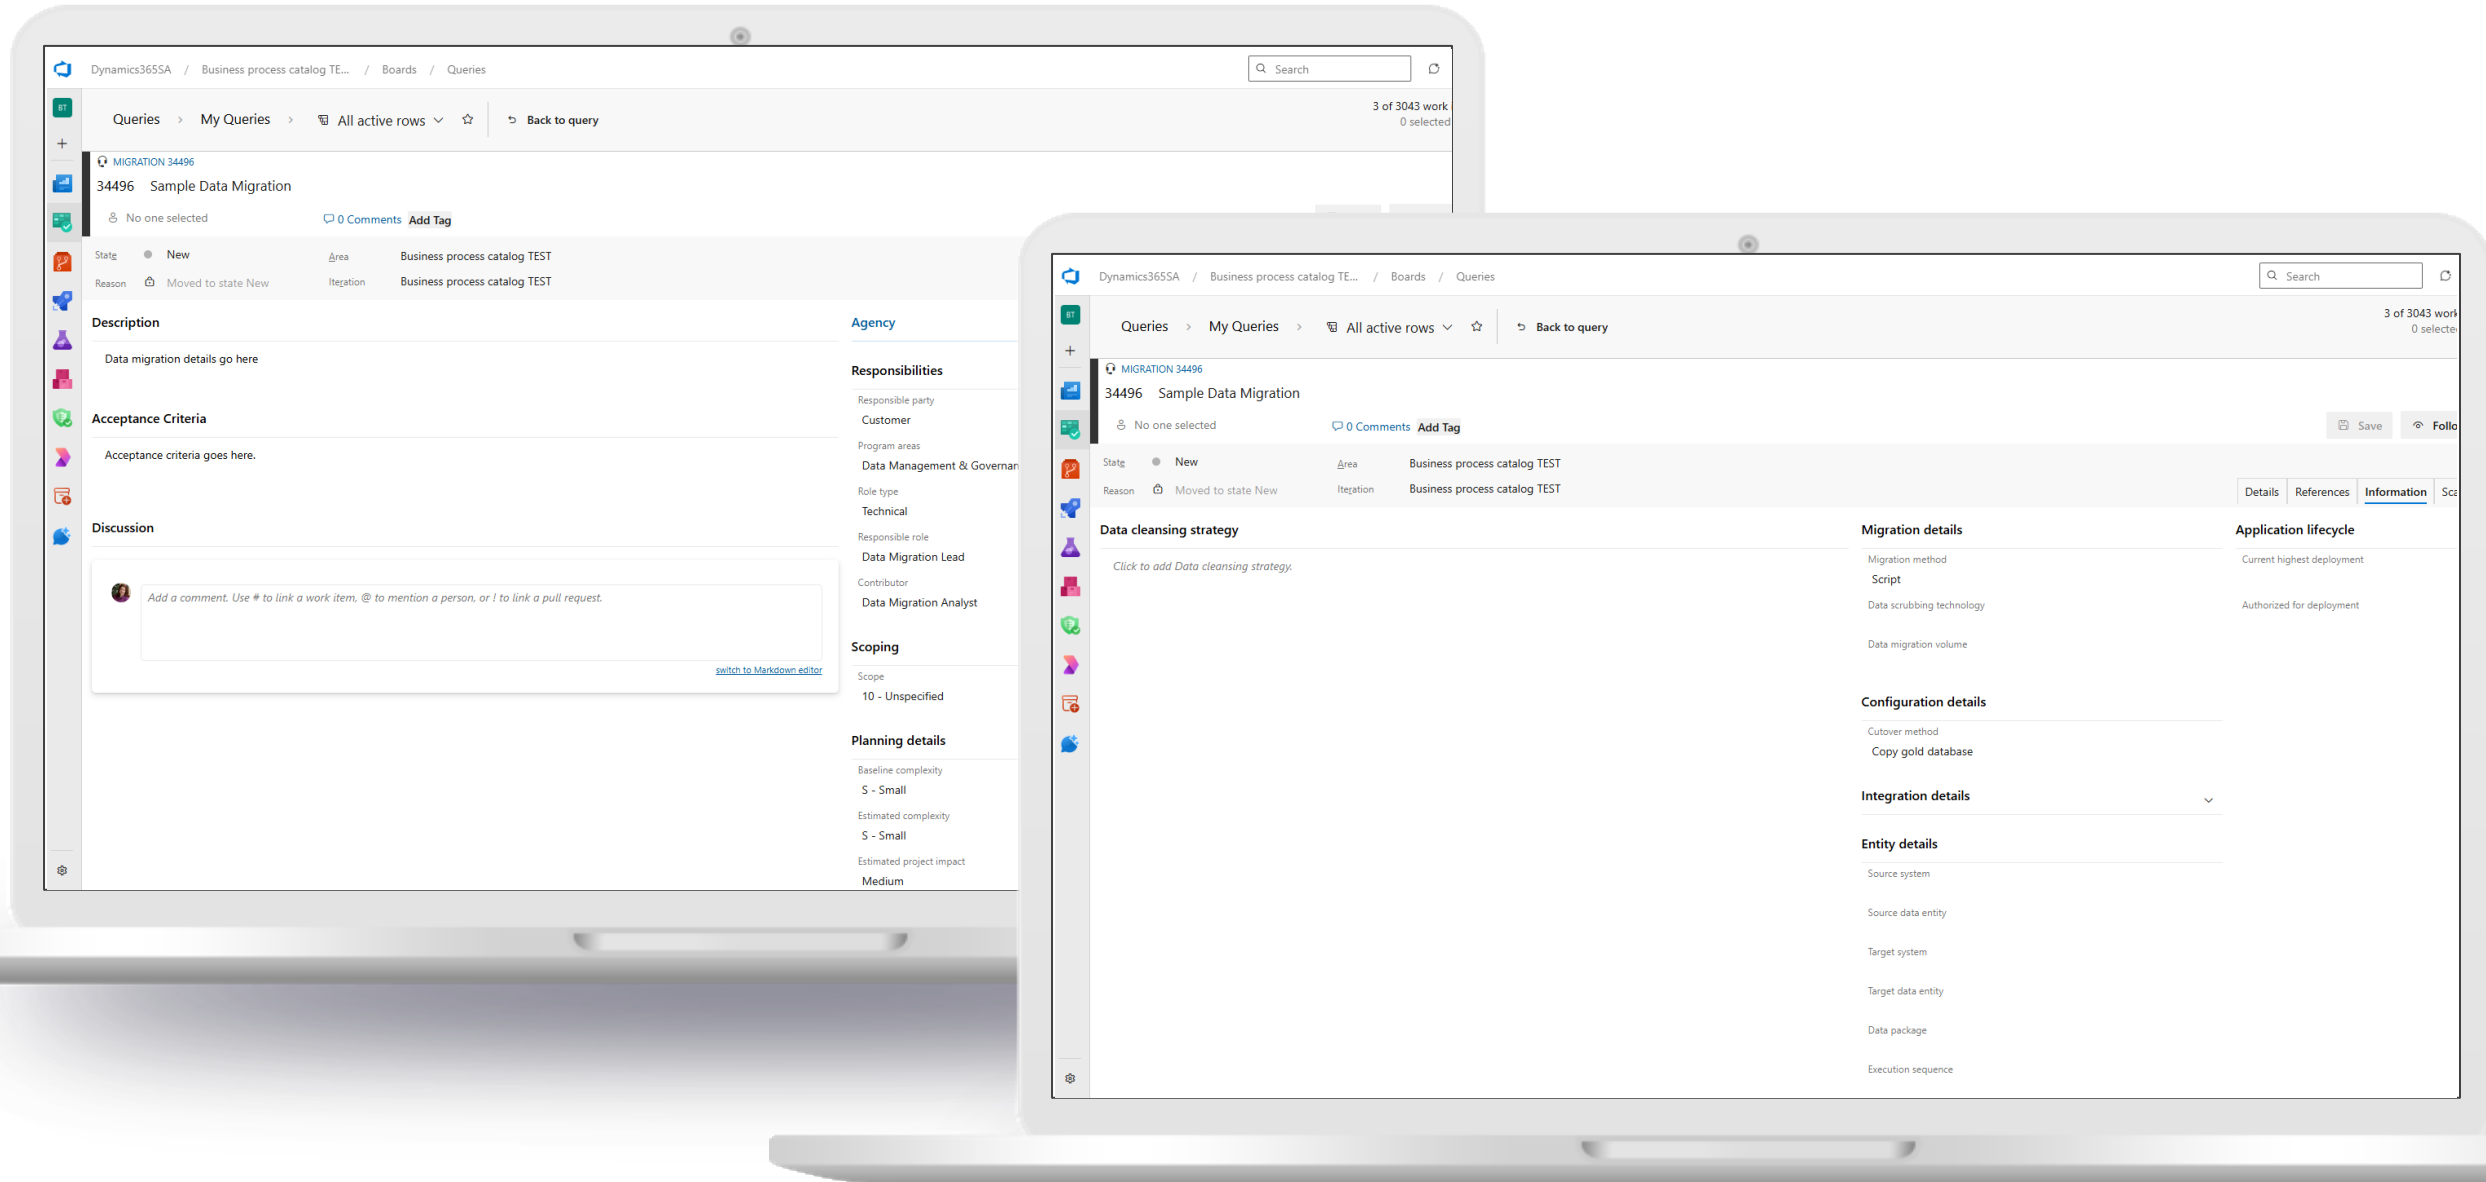 Dynamics365SA / Business process catalog TE... / Boards / Queries
Search
BT
Queries > My Queries > All active rows
Back to query
3 of 3043 work i
0 selected
MIGRATION 34496
34496 Sample Data Migration
No one selected
0 Comments
Add Tag
State New
Area Business process catalog TEST
Reason Moved to state New
Iteration Business process catalog TEST
Description
Data migration details go here
Acceptance Criteria
Acceptance criteria goes here.
Discussion
Add a comment. Use # to link a work item, @ to mention a person, or ! to link a pull request.
switch to Markdown editor
Agency
Responsibilities
Responsible party
Customer
Program areas
Data Management & Governan
Role type
Technical
Responsible role
Data Migration Lead
Contributor
Data Migration Analyst
Scoping
Scope
10 - Unspecified
Planning details
Baseline complexity
S - Small
Estimated complexity
S - Small
Estimated project impact
Medium
Dynamics365SA / Business process catalog TE... / Boards / Queries
Search
BT
Queries > My Queries > All active rows
Back to query
3 of 3043 work
0 selecte
MIGRATION 34496
34496 Sample Data Migration
No one selected
0 Comments
Add Tag
Save
Follo
State New
Area Business process catalog TEST
Reason Moved to state New
Iteration Business process catalog TEST
Details
References
Information
Sca
Data cleansing strategy
Click to add Data cleansing strategy.
Migration details
Migration method
Script
Data scrubbing technology
Data migration volume
Configuration details
Cutover method
Copy gold database
Integration details
Entity details
Source system
Source data entity
Target system
Target data entity
Data package
Execution sequence
Application lifecycle
Current highest deployment
Authorized for deployment